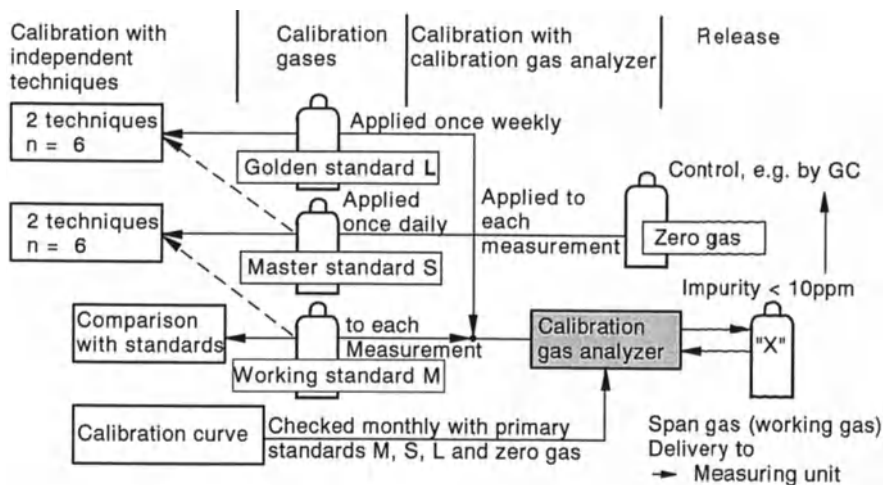 Calibration with
independent
techniques
Calibration
gases
Calibration with
calibration gas analyzer
Release
2 techniques
n = 6
Applied once weekly
Golden standard L
Control, e.g. by GC
2 techniques
n = 6
Applied
once daily
Applied to
each
measurement
Zero gas
Master standard S
Impurity < 10ppm
Comparison
with standards
to each
Measurement
Calibration
gas analyzer
"X"
Working standard M
Calibration curve
Checked monthly with primary
standards M, S, L and zero gas
Span gas (working gas)
Delivery to
→ Measuring unit